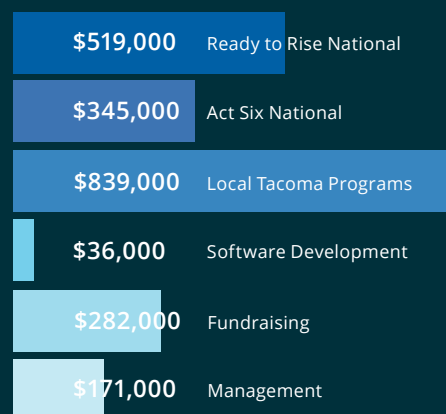 $519,000 Ready to Rise National
$345,000 Act Six National
$839,000 Local Tacoma Programs
$36,000 Software Development
$282,000 Fundraising
$171,000 Management